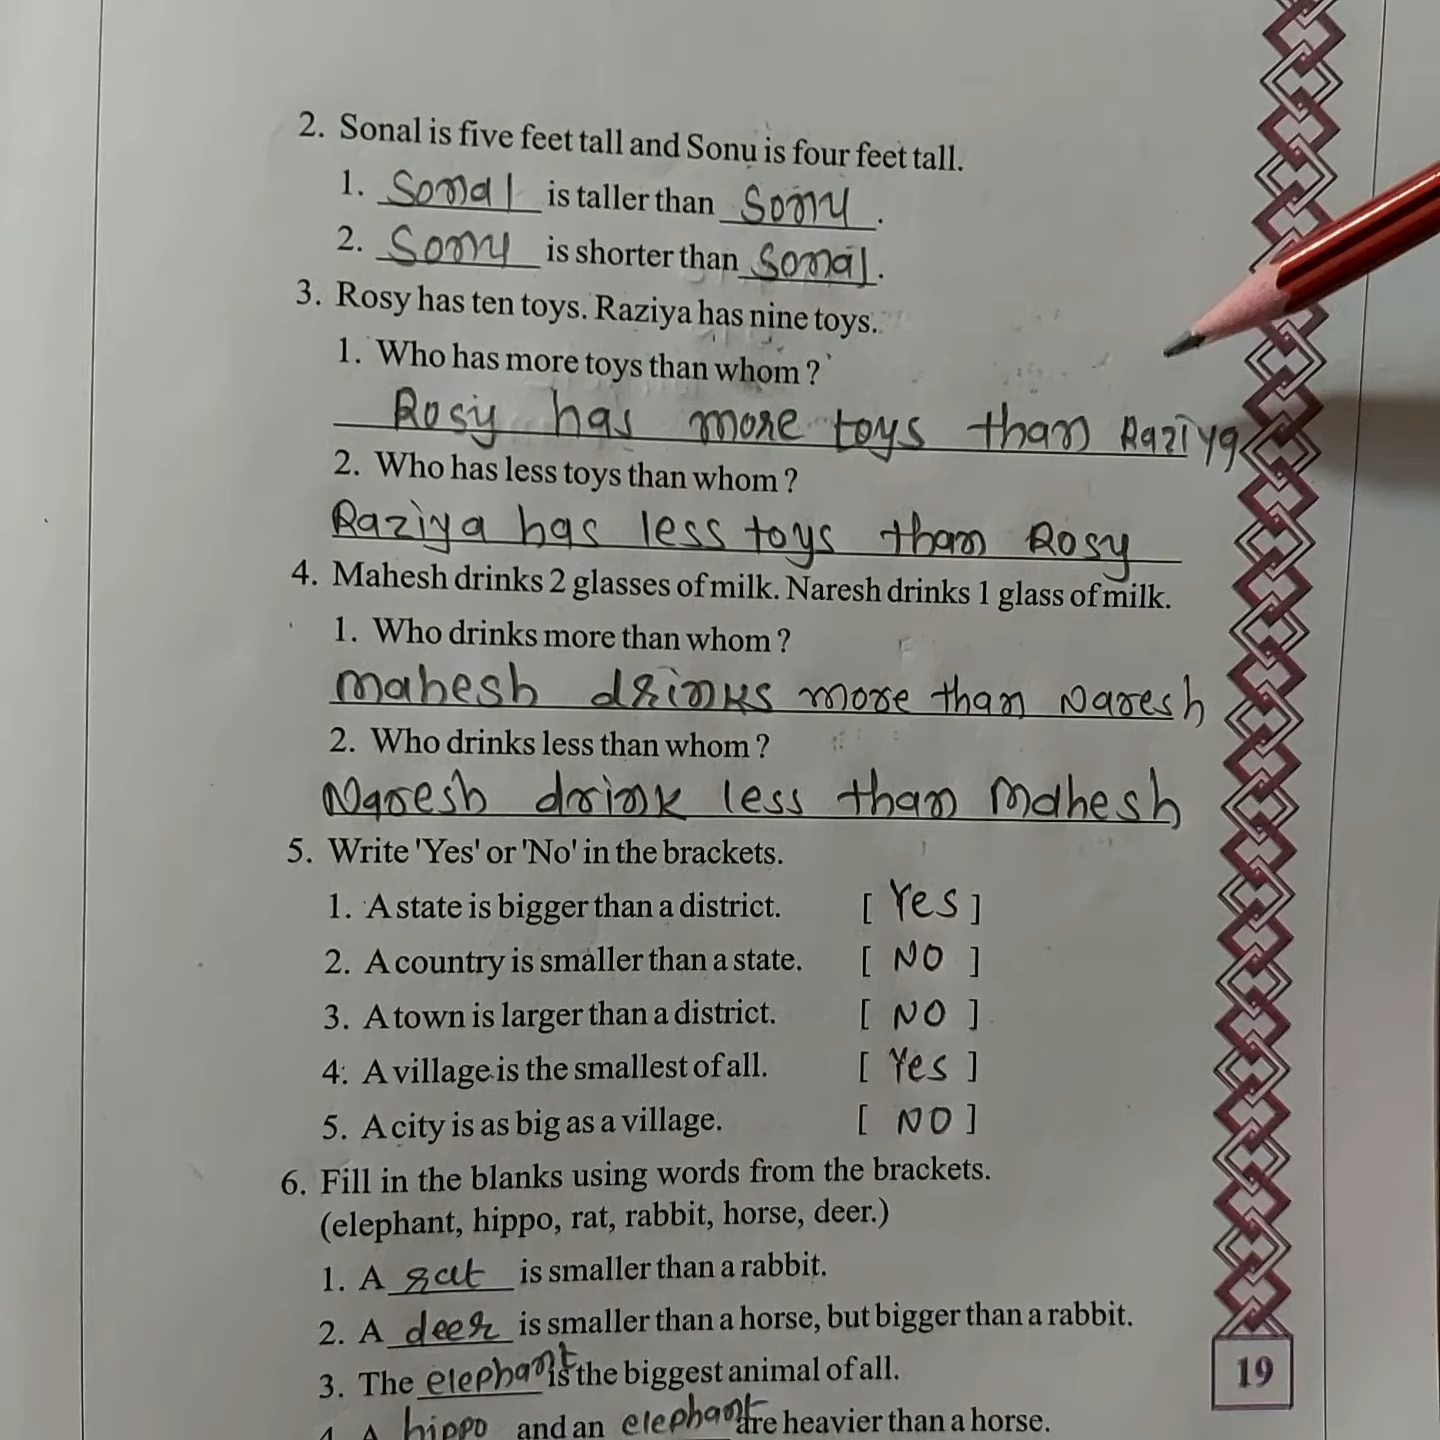 2. Sonal is five feet tall and Sonu is four feet tall.
1. Sonal is taller than Sonu.
2. Sonu is shorter than Sonal.
3. Rosy has ten toys. Raziya has nine toys.
1. Who has more toys than whom ?
Rosy has more toys than Raziya
2. Who has less toys than whom ?
Raziya has less toys than Rosy
4. Mahesh drinks 2 glasses of milk. Naresh drinks 1 glass of milk.
1. Who drinks more than whom ?
Mahesh drinks more than Naresh
2. Who drinks less than whom ?
Naresh drink less than Mahesh
5. Write 'Yes' or 'No' in the brackets.
1. A state is bigger than a district. [ Yes ]
2. A country is smaller than a state. [ NO ]
3. A town is larger than a district. [ NO ]
4. A village is the smallest of all. [ Yes ]
5. A city is as big as a village. [ NO ]
6. Fill in the blanks using words from the brackets.
(elephant, hippo, rat, rabbit, horse, deer.)
1. A rat is smaller than a rabbit.
2. A deer is smaller than a horse, but bigger than a rabbit.
3. The elephant is the biggest animal of all.
4. A hippo and an elephant are heavier than a horse.
19